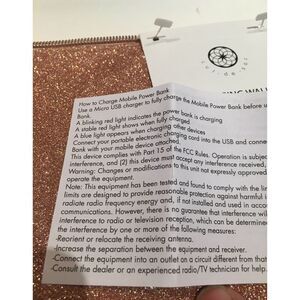 How to Charge Mobile Power Bank
Use a Micro USB charger to fully charge the Mobile Power Bank before u
Bank.
A blinking red light indicates the power bank is charging
A stable red light shows when fully charged
A blue light appears when charging other devices
Connect your portable electronic charging cord into the USB and connec
Bank with your mobile device attached.
This device complies with Part 15 of the FCC Rules. Operation is subjec
interference, and (2) this device must accept any interference received,
Warning: Changes or modifications to this unit not expressly approved
operate the equipment.
Note: This equipment has been tested and found to comply with the lim
limits are designed to provide reasonable protection against harmful i
radiate radio frequency energy and, if not installed and used in accor
communications. However, there is no guarantee that interference will
interference to radio or television reception, which can be determined
the interference by one or more of the following measures:
-Reorient or relocate the receiving antenna.
-Increase the separation between the equipment and receiver.
-Connect the equipment into an outlet on a circuit different from that
-Consult the dealer or an experienced radio/TV technician for help.